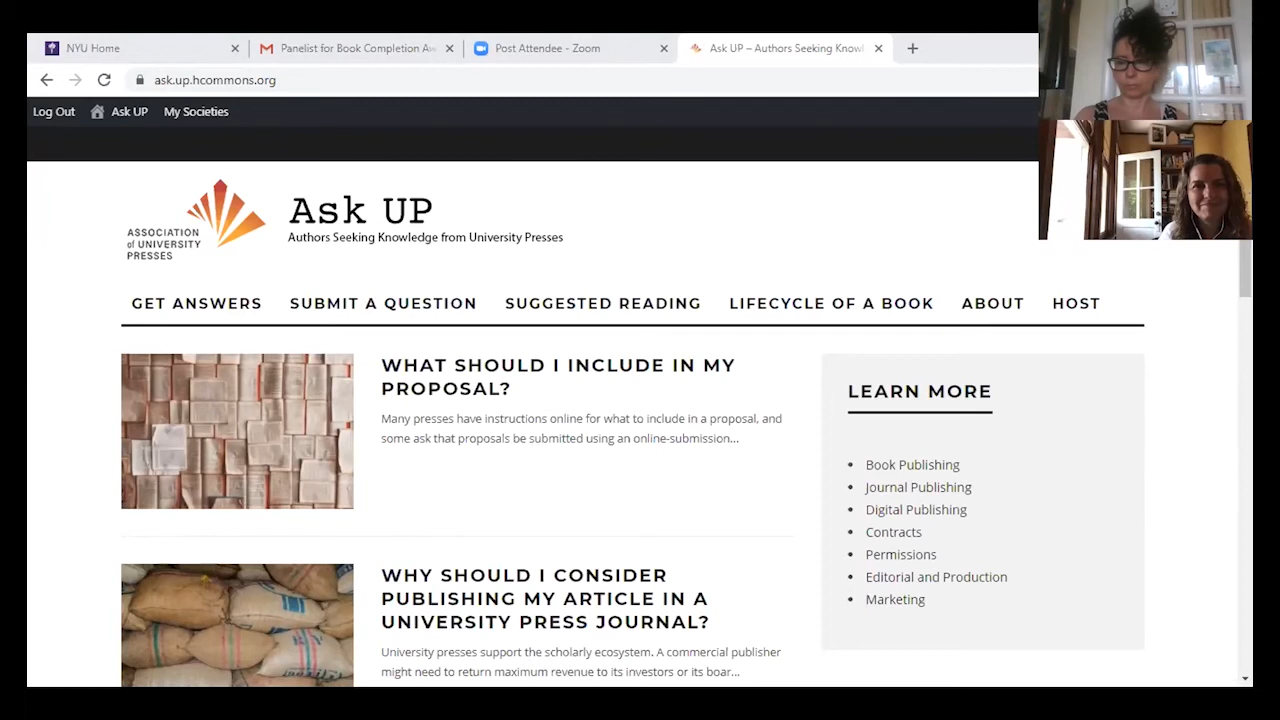 NYU Home
Panelist for Book Completion Aw
Post Attendee - Zoom
Ask UP – Authors Seeking Knowl
ask.up.hcommons.org
Log Out
Ask UP
My Societies
ASSOCIATION
of UNIVERSITY
PRESSES
Ask UP
Authors Seeking Knowledge from University Presses
GET ANSWERS
SUBMIT A QUESTION
SUGGESTED READING
LIFECYCLE OF A BOOK
ABOUT
HOST
WHAT SHOULD I INCLUDE IN MY
PROPOSAL?
Many presses have instructions online for what to include in a proposal, and
some ask that proposals be submitted using an online-submission...
WHY SHOULD I CONSIDER
PUBLISHING MY ARTICLE IN A
UNIVERSITY PRESS JOURNAL?
University presses support the scholarly ecosystem. A commercial publisher
might need to return maximum revenue to its investors or its boar...
LEARN MORE
Book Publishing
Journal Publishing
Digital Publishing
Contracts
Permissions
Editorial and Production
Marketing